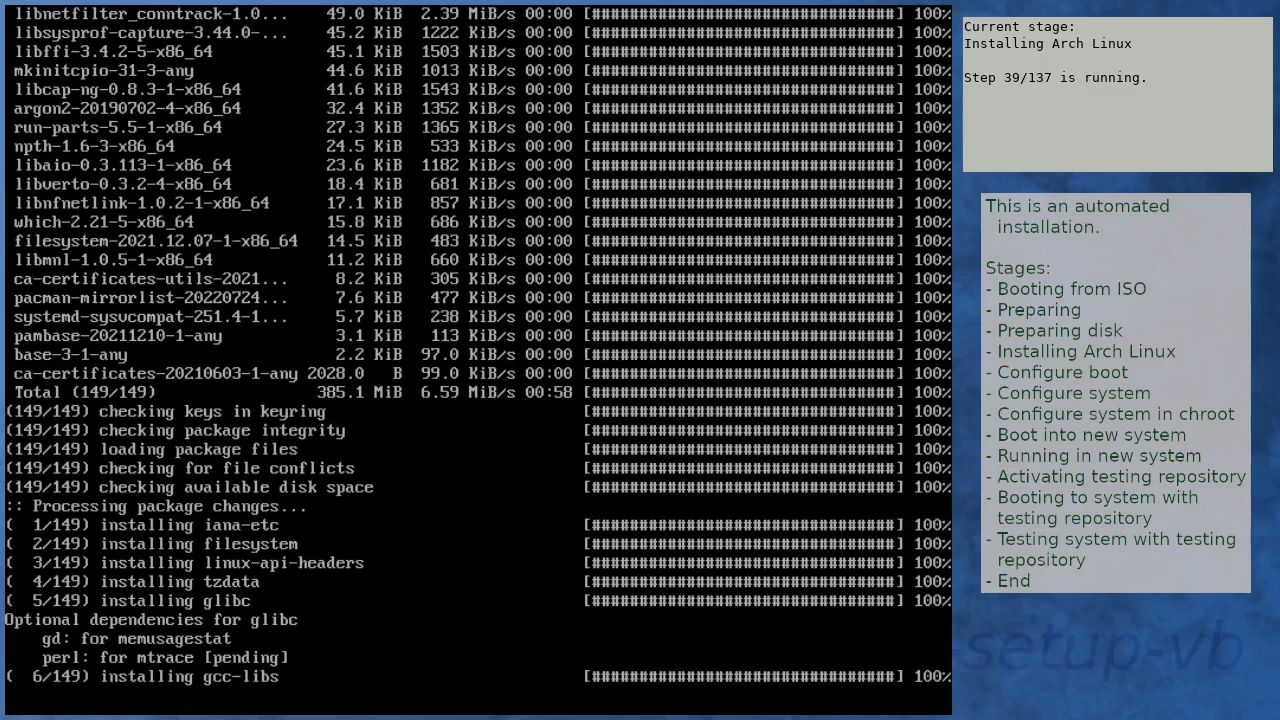 libnetfilter_conntrack-1.0... 49.0 KiB 2.39 MiB/s 00:00 [################################] 100%
libsysprof-capture-3.44.0-... 45.2 KiB 1222 KiB/s 00:00 [################################] 100%
libffi-3.4.2-5-x86_64 45.1 KiB 1503 KiB/s 00:00 [################################] 100%
mkinitcpio-31-3-any 44.6 KiB 1013 KiB/s 00:00 [################################] 100%
libcap-ng-0.8.3-1-x86_64 41.6 KiB 1543 KiB/s 00:00 [################################] 100%
argon2-20190702-4-x86_64 32.4 KiB 1352 KiB/s 00:00 [################################] 100%
run-parts-5.5-1-x86_64 27.3 KiB 1365 KiB/s 00:00 [################################] 100%
npth-1.6-3-x86_64 24.5 KiB 533 KiB/s 00:00 [################################] 100%
libaio-0.3.113-1-x86_64 23.6 KiB 1182 KiB/s 00:00 [################################] 100%
libverto-0.3.2-4-x86_64 18.4 KiB 681 KiB/s 00:00 [################################] 100%
libnfnetlink-1.0.2-1-x86_64 17.1 KiB 857 KiB/s 00:00 [################################] 100%
which-2.21-5-x86_64 15.8 KiB 686 KiB/s 00:00 [################################] 100%
filesystem-2021.12.07-1-x86_64 14.5 KiB 483 KiB/s 00:00 [################################] 100%
libmnl-1.0.5-1-x86_64 11.2 KiB 660 KiB/s 00:00 [################################] 100%
ca-certificates-utils-2021... 8.2 KiB 305 KiB/s 00:00 [################################] 100%
pacman-mirrorlist-20220724... 7.6 KiB 477 KiB/s 00:00 [################################] 100%
systemd-sysvcompat-251.4-1... 5.7 KiB 238 KiB/s 00:00 [################################] 100%
pambase-20211210-1-any 3.1 KiB 113 KiB/s 00:00 [################################] 100%
base-3-1-any 2.2 KiB 97.0 KiB/s 00:00 [################################] 100%
ca-certificates-20210603-1-any 2028.0 B 99.0 KiB/s 00:00 [################################] 100%
Total (149/149) 385.1 MiB 6.59 MiB/s 00:58 [################################] 100%
(149/149) checking keys in keyring [################################] 100%
(149/149) checking package integrity [################################] 100%
(149/149) loading package files [################################] 100%
(149/149) checking for file conflicts [################################] 100%
(149/149) checking available disk space [################################] 100%
:: Processing package changes...
( 1/149) installing iana-etc [################################] 100%
( 2/149) installing filesystem [################################] 100%
( 3/149) installing linux-api-headers [################################] 100%
( 4/149) installing tzdata [################################] 100%
( 5/149) installing glibc [################################] 100%
Optional dependencies for glibc
gd: for memusagestat
perl: for mtrace [pending]
( 6/149) installing gcc-libs [################################] 100%
Current stage:
Installing Arch Linux
Step 39/137 is running.
This is an automated
installation.
Stages:
- Booting from ISO
- Preparing
- Preparing disk
- Installing Arch Linux
- Configure boot
- Configure system
- Configure system in chroot
- Boot into new system
- Running in new system
- Activating testing repository
- Booting to system with
testing repository
- Testing system with testing
repository
- End
setup-vb